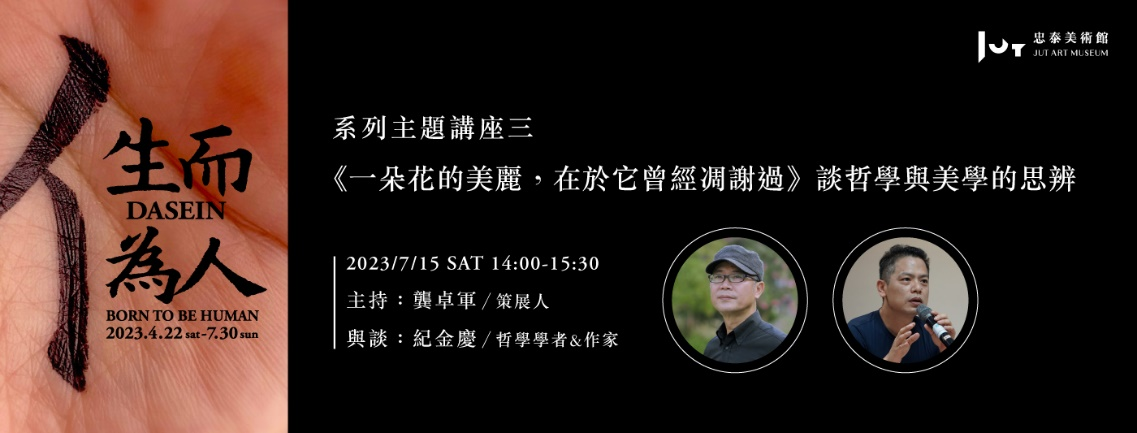 人
生而
DASEIN
為人
BORN TO BE HUMAN
2023.4.22 sat-7.30 sun
JUT 忠泰美術館
JUT ART MUSEUM
系列主題講座三
《一朵花的美麗，在於它曾經凋謝過》談哲學與美學的思辨
2023/7/15 SAT 14:00-15:30
主持：龔卓軍 / 策展人
與談：紀金慶 / 哲學學者&作家